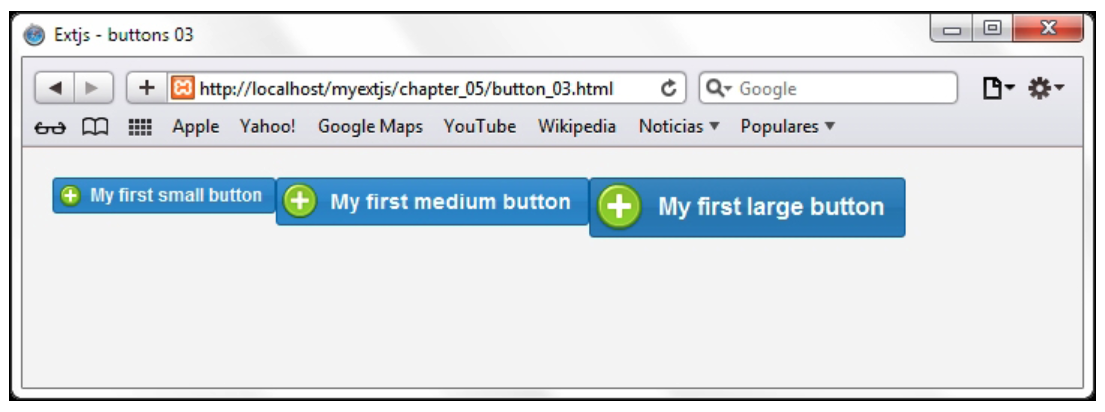 Extjs - buttons 03
http://localhost/myextjs/chapter_05/button_03.html
Google
Apple Yahoo! Google Maps YouTube Wikipedia Noticias Populares
My first small button
My first medium button
My first large button